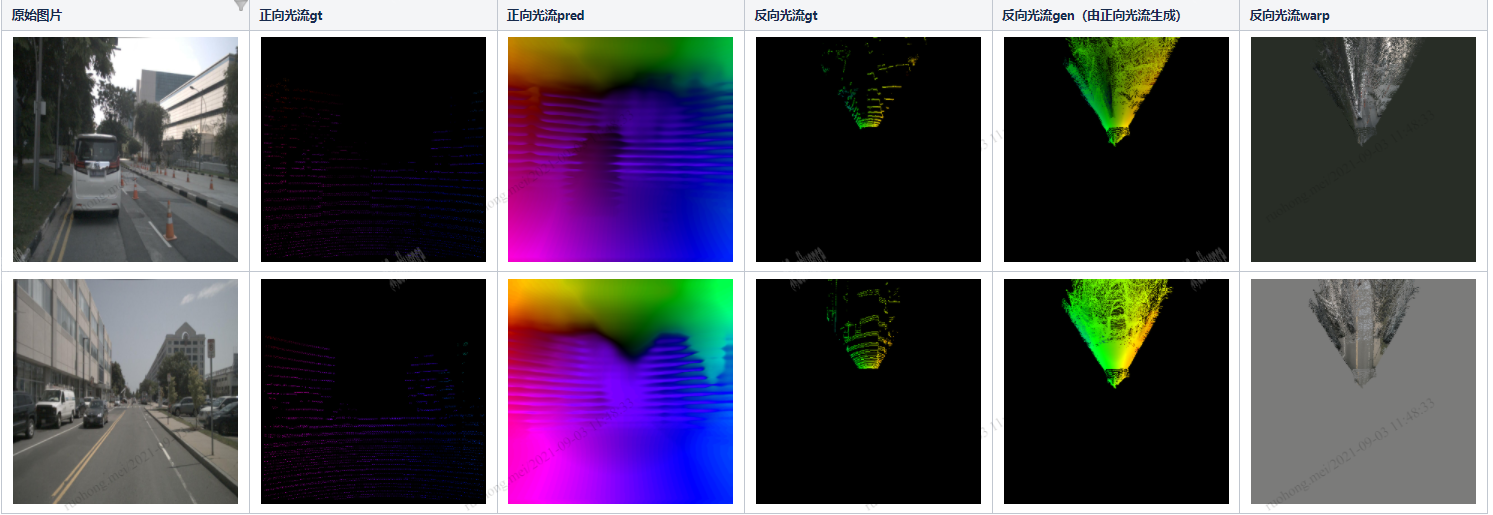 原始图片
正向光流gt
正向光流pred
反向光流gt
反向光流gen（由正向光流生成）
反向光流warp
ruohong.mei/2021-09-03 11:48:33